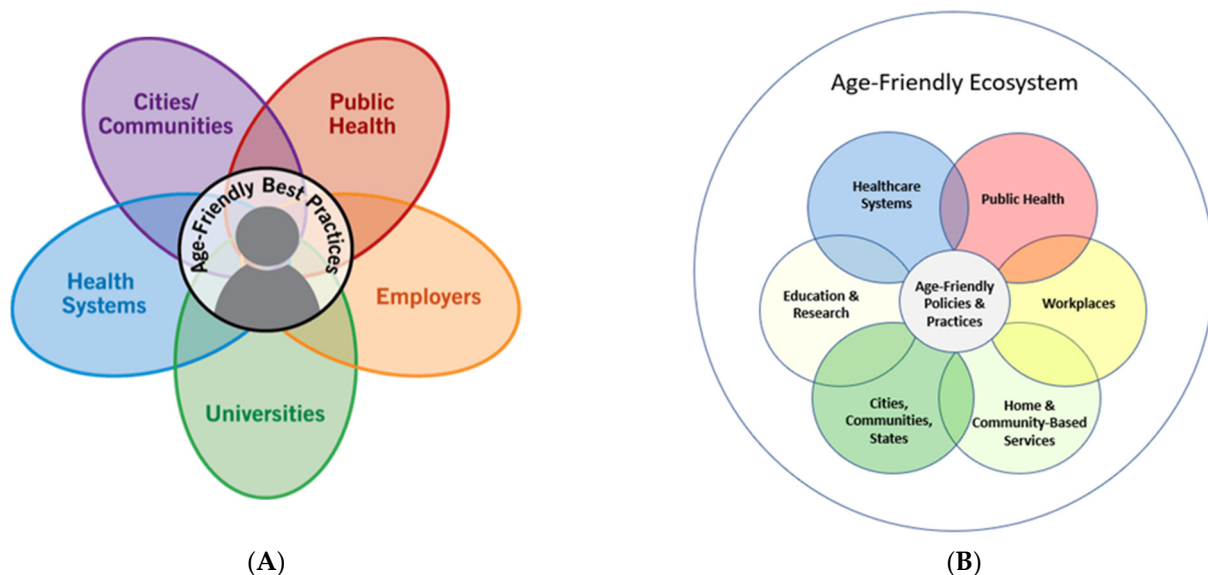 Cities/
Communities
Public
Health
Age-Friendly Best Practices
Health
Systems
Employers
Universities
(A)
Age-Friendly Ecosystem
Healthcare
Systems
Public Health
Education &
Research
Age-Friendly
Policies &
Practices
Workplaces
Cities,
Communities,
States
Home &
Community-Based
Services
(B)